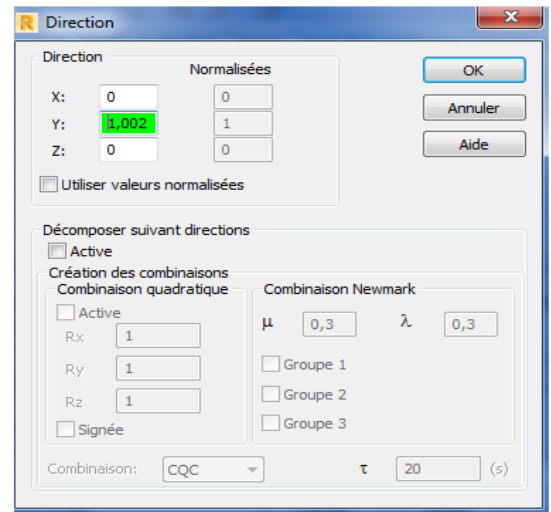 R Direction
Direction
Normalisées
OK
X: 0 0
Annuler
Y: 1,002 1
Aide
Z: 0 0
Utiliser valeurs normalisées
Décomposer suivant directions
Active
Création des combinaisons
Combinaison quadratique Combinaison Newmark
Active
μ 0,3 λ 0,3
Rx 1
Groupe 1
Ry 1
Groupe 2
Rz 1
Groupe 3
Signée
Combinaison: CQC τ 20 (s)